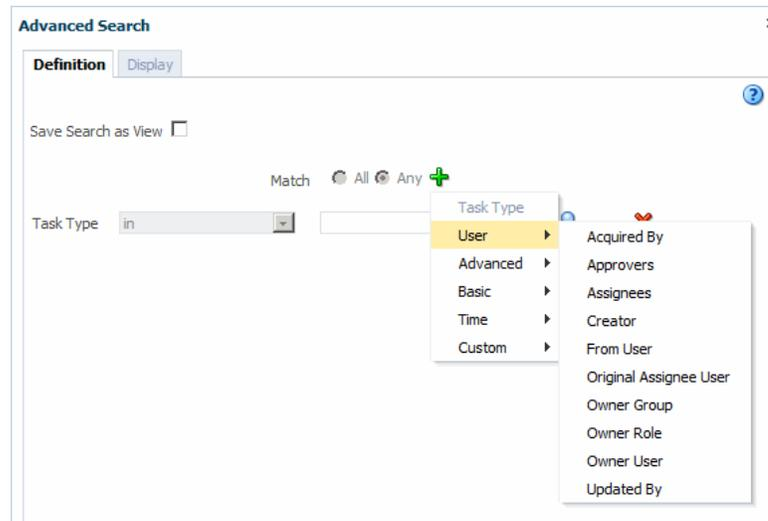 Advanced Search
Definition Display
?
Save Search as View
Match All Any
Task Type in
Task Type
User
Advanced
Basic
Time
Custom
Acquired By
Approvers
Assignees
Creator
From User
Original Assignee User
Owner Group
Owner Role
Owner User
Updated By